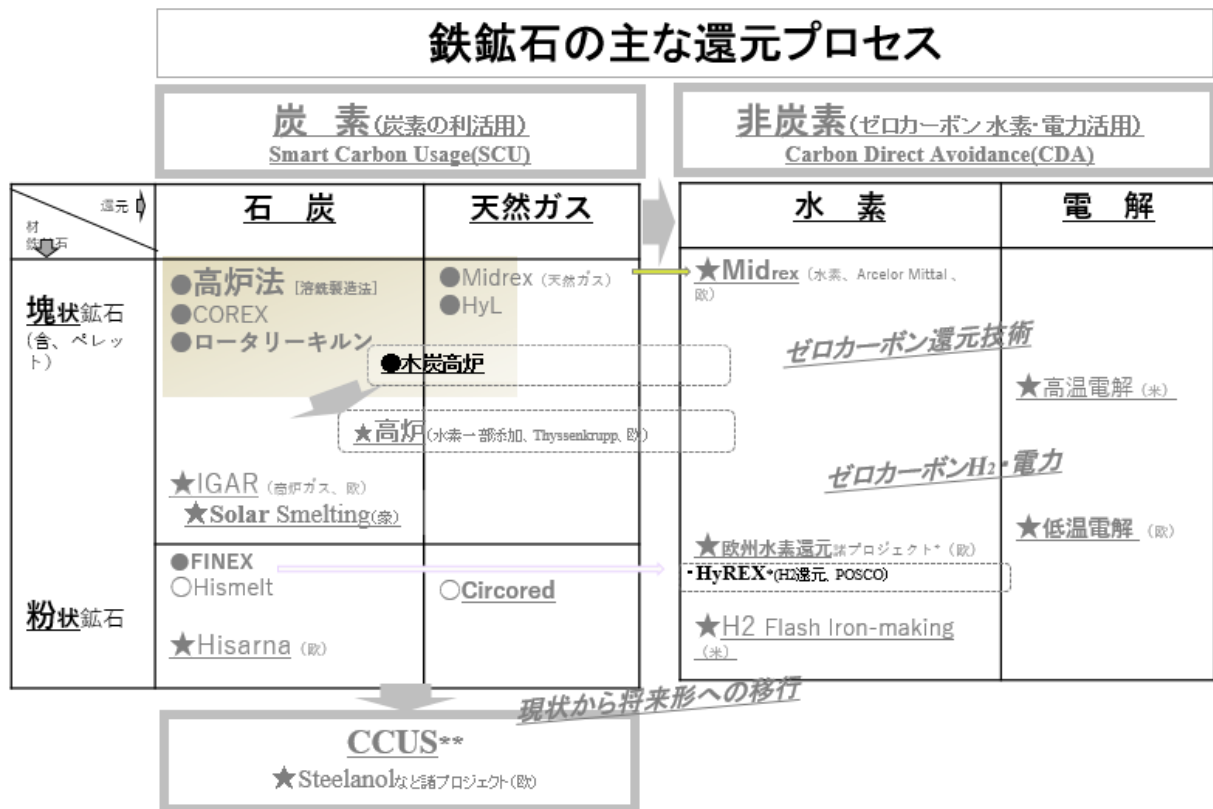 鉄鉱石の主な還元プロセス
炭 素(炭素の利活用)
Smart Carbon Usage(SCU)
非炭素(ゼロカーボン 水素・電力活用)
Carbon Direct Avoidance(CDA)
還元
材
鉄鉱石
石 炭
天然ガス
水 素
電 解
塊状鉱石
(含、ペレッ
ト)
●高炉法 [溶銑製造法]
●COREX
●ロータリーキルン
●Midrex (天然ガス)
●HyL
●木炭高炉
★高炉(水素一部添加、Thyssenkrupp、欧)
★IGAR (高炉ガス、欧)
★Solar Smelting(豪)
★Midrex (水素、Arcelor Mittal、
欧)
ゼロカーボン還元技術
★高温電解 (米)
ゼロカーボンH2・電力
★低温電解 (欧)
★欧州水素還元諸プロジェクト* (欧)
・HyREX*(H2還元、POSCO)
★H2 Flash Iron-making
(米)
粉状鉱石
●FINEX
○Hismelt
★Hisarna (欧)
○Circored
現状から将来形への移行
CCUS**
★Steelanolなど諸プロジェクト(欧)